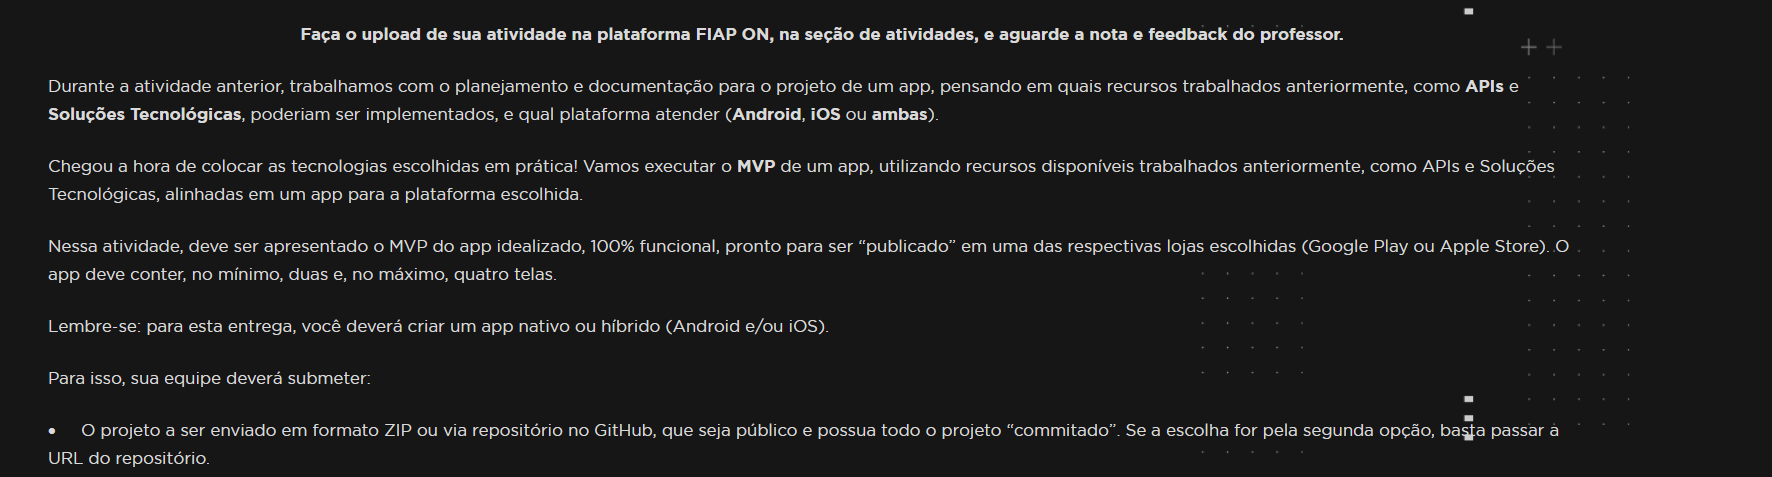 Faça o upload de sua atividade na plataforma FIAP ON, na seção de atividades, e aguarde a nota e feedback do professor.
Durante a atividade anterior, trabalhamos com o planejamento e documentação para o projeto de um app, pensando em quais recursos trabalhados anteriormente, como APIs e
Soluções Tecnológicas, poderiam ser implementados, e qual plataforma atender (Android, iOS ou ambas).
Chegou a hora de colocar as tecnologias escolhidas em prática! Vamos executar o MVP de um app, utilizando recursos disponíveis trabalhados anteriormente, como APIs e Soluções
Tecnológicas, alinhadas em um app para a plataforma escolhida.
Nessa atividade, deve ser apresentado o MVP do app idealizado, 100% funcional, pronto para ser “publicado” em uma das respectivas lojas escolhidas (Google Play ou Apple Store). O
app deve conter, no mínimo, duas e, no máximo, quatro telas.
Lembre-se: para esta entrega, você deverá criar um app nativo ou híbrido (Android e/ou iOS).
Para isso, sua equipe deverá submeter:
• O projeto a ser enviado em formato ZIP ou via repositório no GitHub, que seja público e possua todo o projeto “commitado”. Se a escolha for pela segunda opção, basta passar a
URL do repositório.